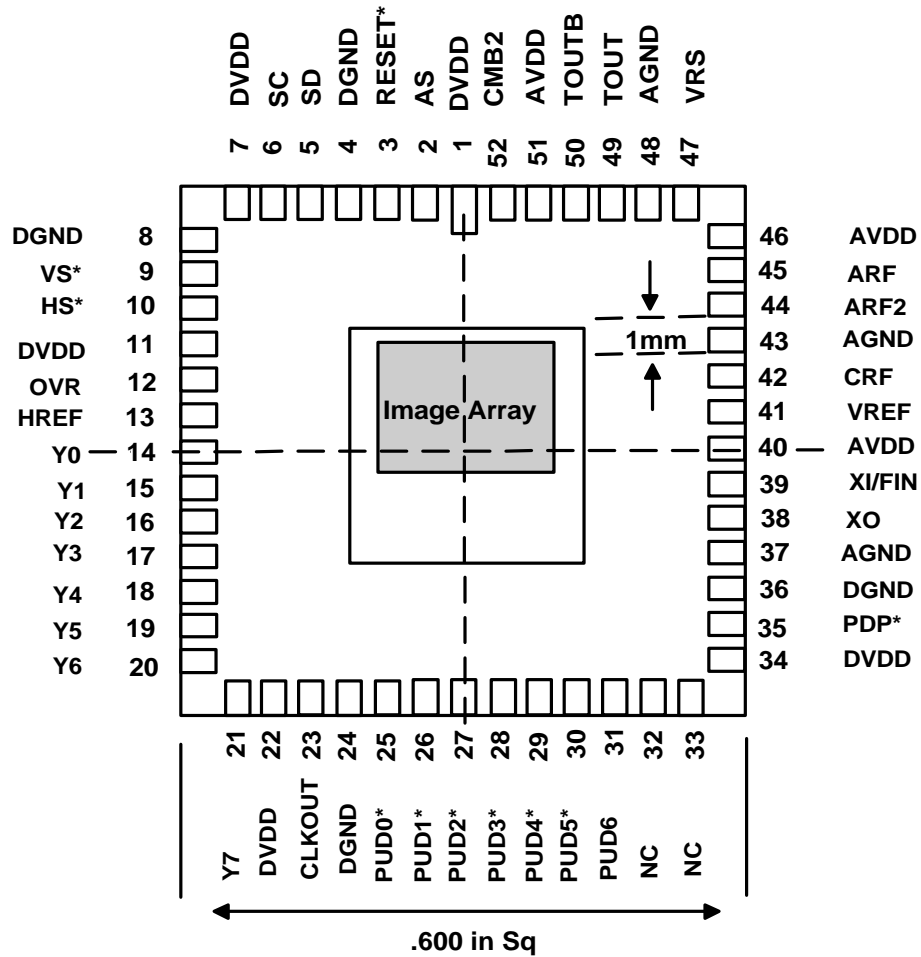 DVDD SC SD DGND RESET* AS DVDD CMB2 AVDD TOUTB TOUT AGND VRS
7 6 5 4 3 2 1 52 51 50 49 48 47
DGND 8 46 AVDD
VS* 9 45 ARF
HS* 10 44 ARF2
DVDD 11 1mm 43 AGND
OVR 12 42 CRF
HREF 13 Image Array 41 VREF
Y0 14 40 AVDD
Y1 15 39 XI/FIN
Y2 16 38 XO
Y3 17 37 AGND
Y4 18 36 DGND
Y5 19 35 PDP*
Y6 20 34 DVDD
21 22 23 24 25 26 27 28 29 30 31 32 33
Y7 DVDD CLKOUT DGND PUD0* PUD1* PUD2* PUD3* PUD4* PUD5* PUD6 NC NC
.600 in Sq